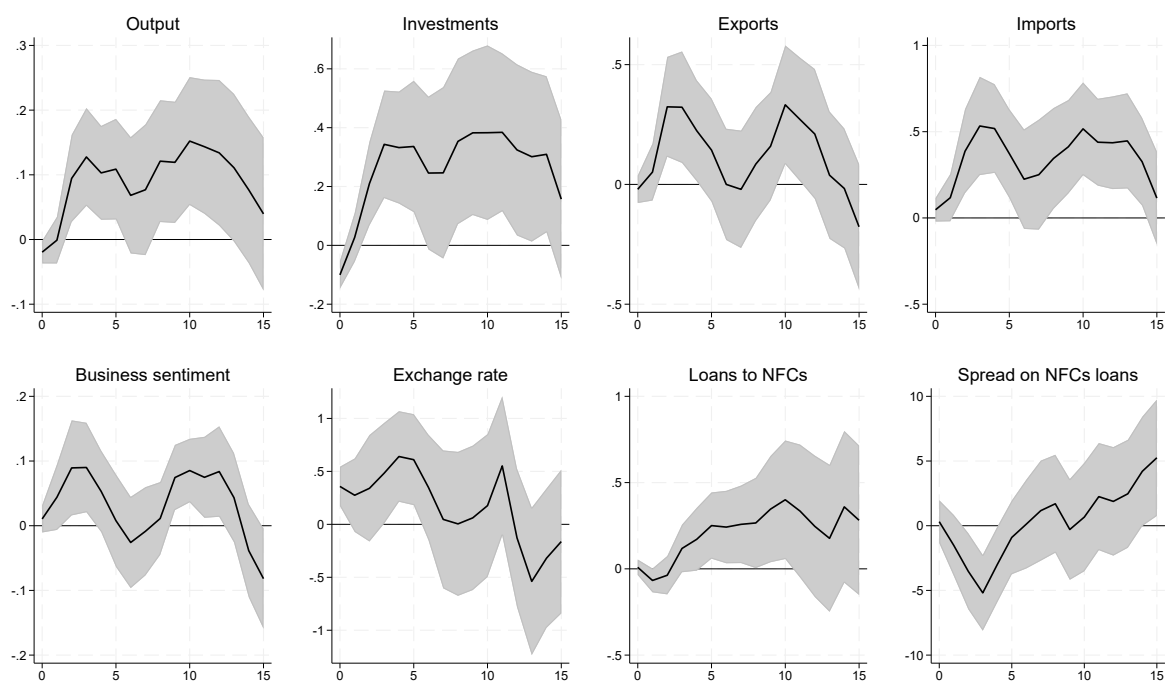 Output
.3
.2
.1
0
-.1
0 5 10 15
Investments
.6
.4
.2
0
-.2
0 5 10 15
Exports
.5
0
-.5
0 5 10 15
Imports
1
.5
0
-.5
0 5 10 15
Business sentiment
.2
.1
0
-.1
-.2
0 5 10 15
Exchange rate
1
.5
0
-.5
-1
0 5 10 15
Loans to NFCs
1
.5
0
-.5
0 5 10 15
Spread on NFCs loans
10
5
0
-5
-10
0 5 10 15